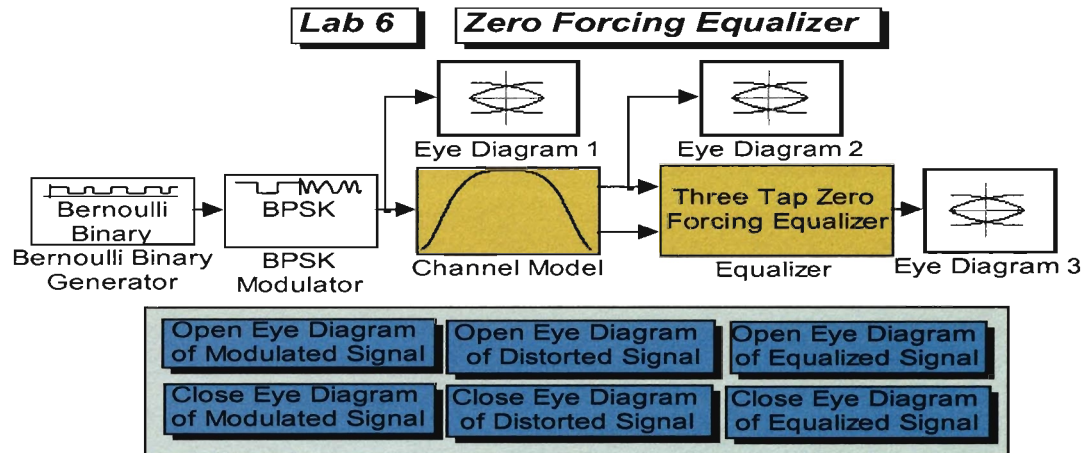 Lab 6
Zero Forcing Equalizer
Eye Diagram 1
Eye Diagram 2
Bernoulli
Binary
Bernoulli Binary
Generator
BPSK
BPSK
Modulator
Channel Model
Three Tap Zero
Forcing Equalizer
Equalizer
Eye Diagram 3
Open Eye Diagram
of Modulated Signal
Open Eye Diagram
of Distorted Signal
Open Eye Diagram
of Equalized Signal
Close Eye Diagram
of Modulated Signal
Close Eye Diagram
of Distorted Signal
Close Eye Diagram
of Equalized Signal